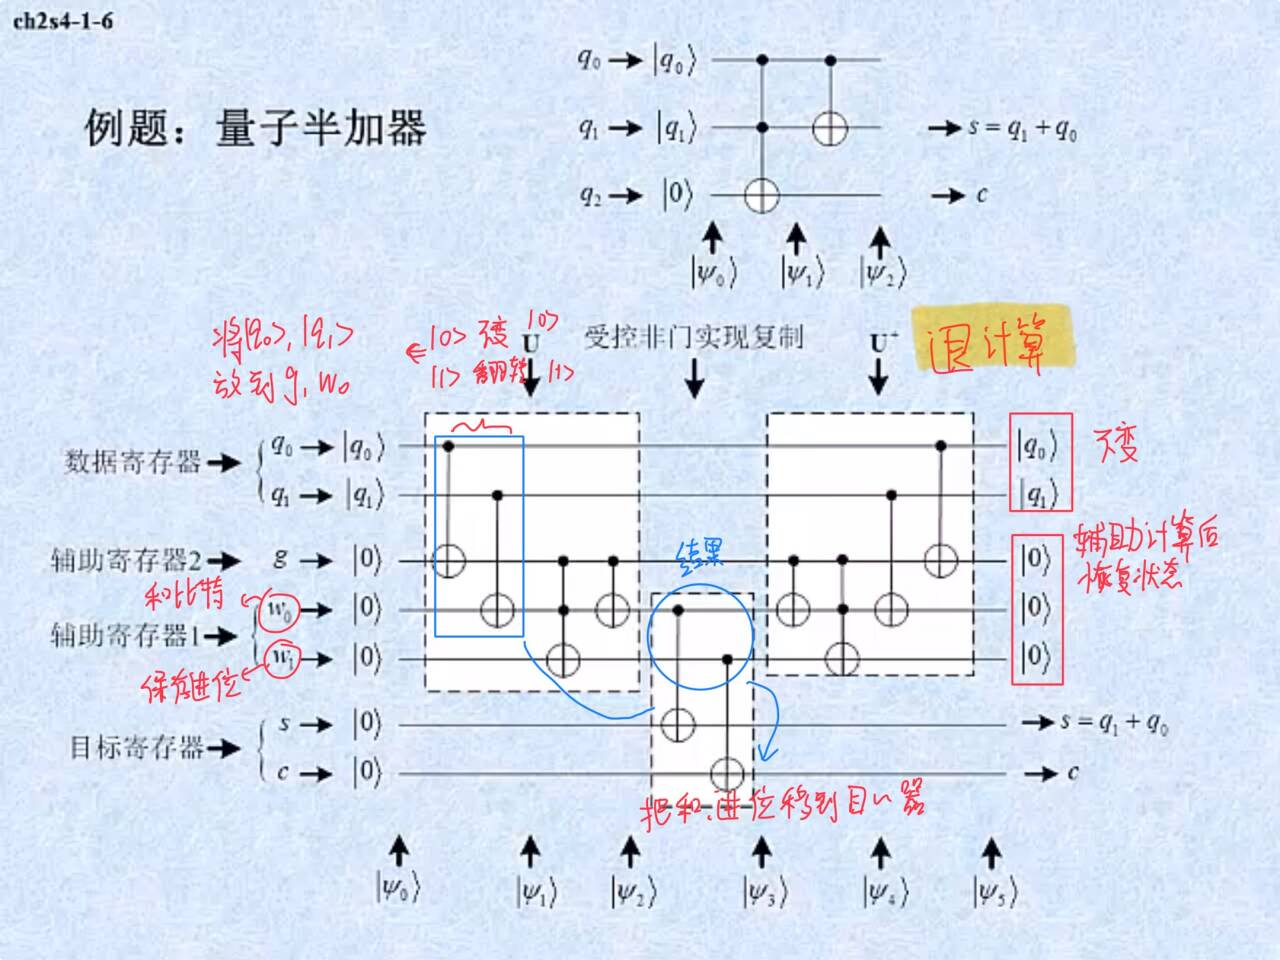 ch2s4-1-6
q₀ → |q₀⟩
例题：量子半加器
q₁ → |q₁⟩ → s = q₁ + q₀
q₂ → |0⟩ → c
|ψ₀⟩ |ψ₁⟩ |ψ₂⟩
将|q₀>, |q₁>
放到g, w₀
← |0> 不变 |0>
|1> 翻转 |1>
U
受控非门实现复制
U⁺
退计算
数据寄存器 →
q₀ → |q₀⟩ |q₀⟩
q₁ → |q₁⟩ |q₁⟩
不变
辅助寄存器2 → g → |0⟩ |0⟩
结果
辅助计算后
恢复状态
和比特
辅助寄存器1 →
w₀ → |0⟩ |0⟩
w₁ → |0⟩ |0⟩
保存进位
目标寄存器 →
s → |0⟩ → s = q₁ + q₀
c → |0⟩ → c
把和、进位移到目、器
|ψ₀⟩ |ψ₁⟩ |ψ₂⟩ |ψ₃⟩ |ψ₄⟩ |ψ₅⟩